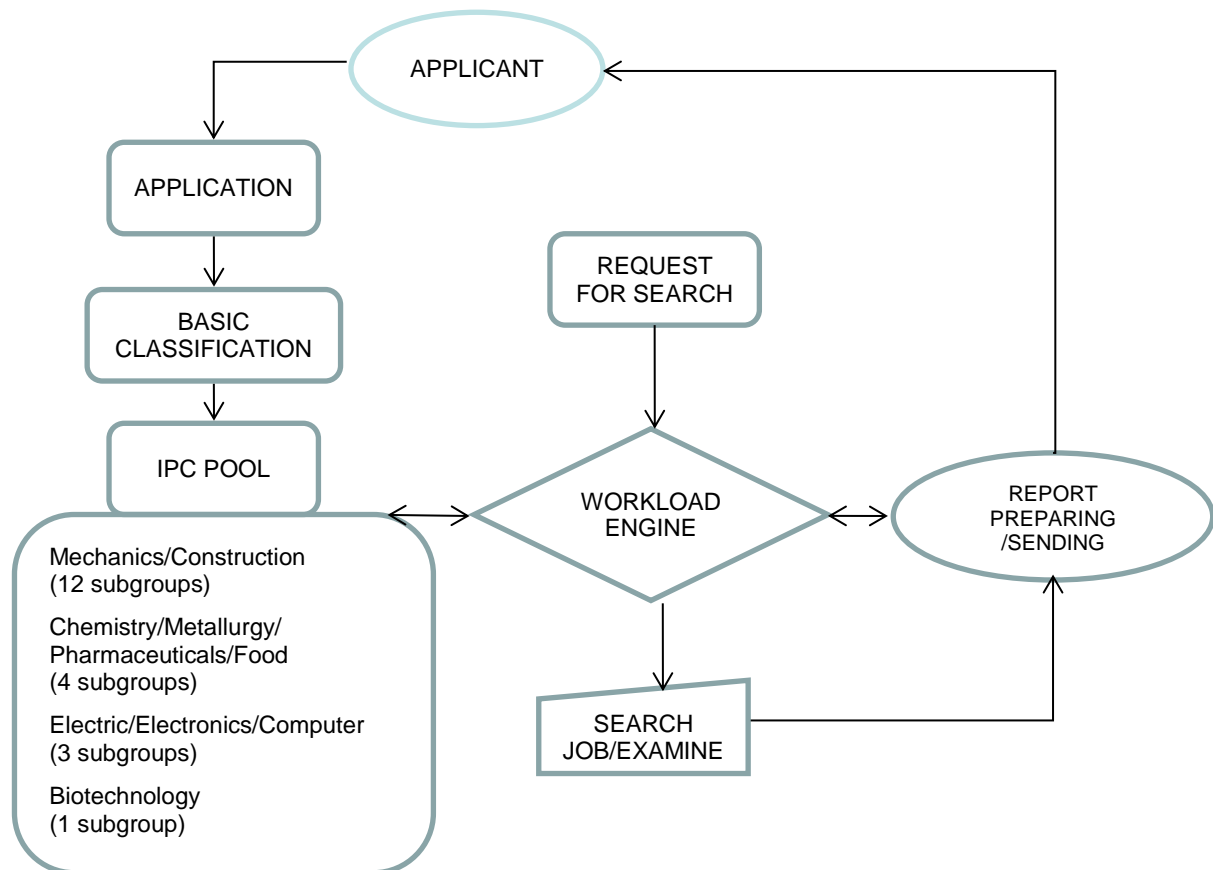 APPLICANT
APPLICATION
BASIC
CLASSIFICATION
IPC POOL
Mechanics/Construction
(12 subgroups)
Chemistry/Metallurgy/
Pharmaceuticals/Food
(4 subgroups)
Electric/Electronics/Computer
(3 subgroups)
Biotechnology
(1 subgroup)
REQUEST
FOR SEARCH
WORKLOAD
ENGINE
SEARCH
JOB/EXAMINE
REPORT
PREPARING
/SENDING